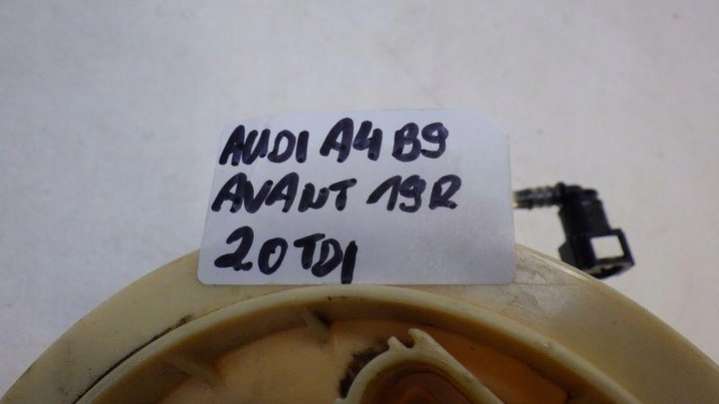 AUDI A4 B9
AVANT 19R
2.0 TDI